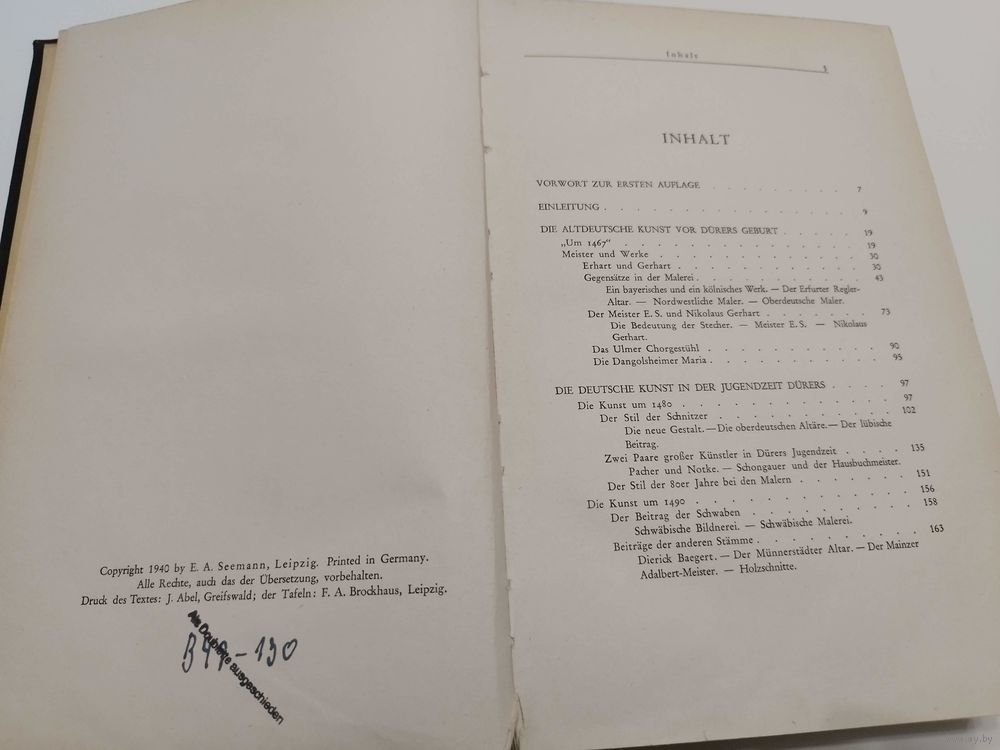 Copyright 1940 by E. A. Seemann, Leipzig. Printed in Germany.
Alle Rechte, auch das der Übersetzung, vorbehalten.
Druck des Textes: J. Abel, Greifswald; der Tafeln: F. A. Brockhaus, Leipzig.
Als Doublette ausgeschieden
Inhalt 5
INHALT
VORWORT ZUR ERSTEN AUFLAGE . . . . . . . . 7
EINLEITUNG . . . . . . . . . . . . . . 9
DIE ALTDEUTSCHE KUNST VOR DÜRERS GEBURT . . . . . 19
„Um 1467“ . . . . . . . . . . . . . 19
Meister und Werke . . . . . . . . . . . 30
Erhart und Gerhart . . . . . . . . . . 30
Gegensätze in der Malerei . . . . . . . . . 43
Ein bayerisches und ein kölnisches Werk. — Der Erfurter Regler-
Altar. — Nordwestliche Maler. — Oberdeutsche Maler.
Der Meister E. S. und Nikolaus Gerhart . . . . . . . 73
Die Bedeutung der Stecher. — Meister E. S. — Nikolaus
Gerhart.
Das Ulmer Chorgestühl . . . . . . . . . . 90
Die Dangolsheimer Maria . . . . . . . . . . 95
DIE DEUTSCHE KUNST IN DER JUGENDZEIT DÜRERS . . . . 97
Die Kunst um 1480 . . . . . . . . . . . 97
Der Stil der Schnitzer . . . . . . . . . . 102
Die neue Gestalt. — Die oberdeutschen Altäre. — Der lübische
Beitrag.
Zwei Paare großer Künstler in Dürers Jugendzeit . . . . 135
Pacher und Notke. — Schongauer und der Hausbuchmeister.
Der Stil der 80er Jahre bei den Malern . . . . . . 151
Die Kunst um 1490 . . . . . . . . . . . 156
Der Beitrag der Schwaben . . . . . . . . . 158
Schwäbische Bildnerei. — Schwäbische Malerei.
Beiträge der anderen Stämme . . . . . . . . . 163
Dierick Baegert. — Der Münnerstädter Altar. — Der Mainzer
Adalbert-Meister. — Holzschnitte.